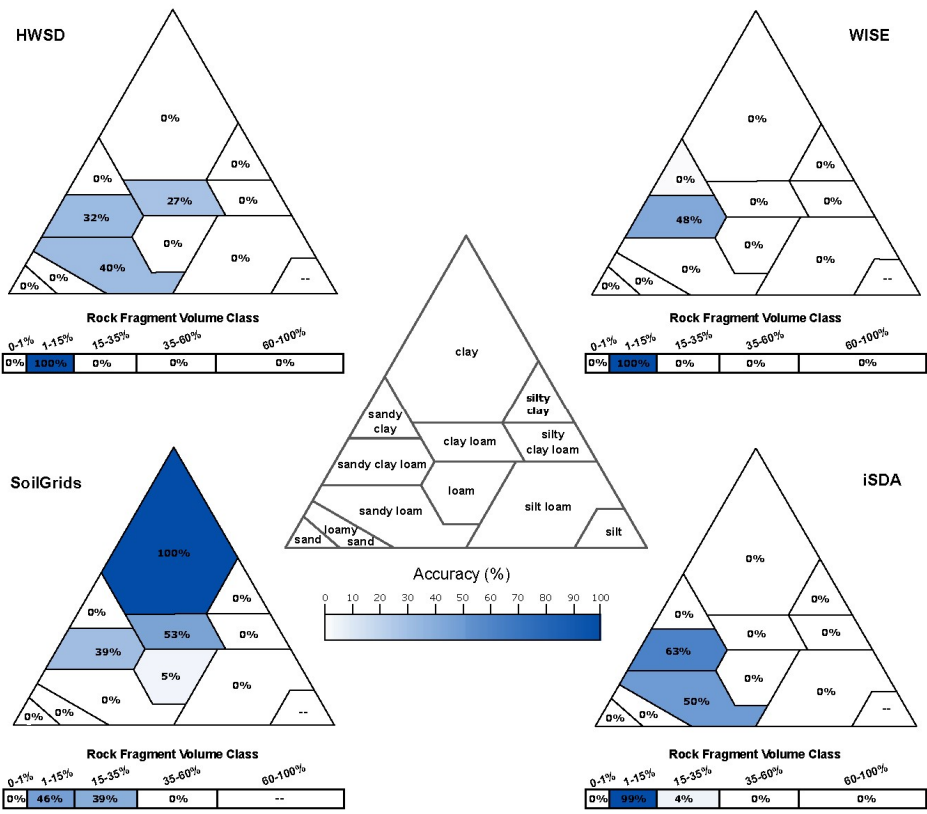 HWSD
0%
0%
0%
27%
0%
32%
0%
0%
40%
0%
0%
--
Rock Fragment Volume Class
0-1% 1-15% 15-35% 35-60% 60-100%
0% 100% 0% 0% 0%
WISE
0%
0%
0%
0%
0%
48%
0%
0%
0%
0%
0%
--
Rock Fragment Volume Class
0-1% 1-15% 15-35% 35-60% 60-100%
0% 100% 0% 0% 0%
clay
silty
clay
sandy
clay
clay loam
silty
clay loam
sandy clay loam
loam
sandy loam
silt loam
loamy
sand
sand
silt
Accuracy (%)
0 10 20 30 40 50 60 70 80 90 100
SoilGrids
100%
0%
0%
53%
0%
39%
5%
0%
0%
0%
0%
--
Rock Fragment Volume Class
0-1% 1-15% 15-35% 35-60% 60-100%
0% 46% 39% 0% --
iSDA
0%
0%
0%
0%
0%
63%
0%
0%
50%
0%
0%
--
Rock Fragment Volume Class
0-1% 1-15% 15-35% 35-60% 60-100%
0% 99% 4% 0% 0%